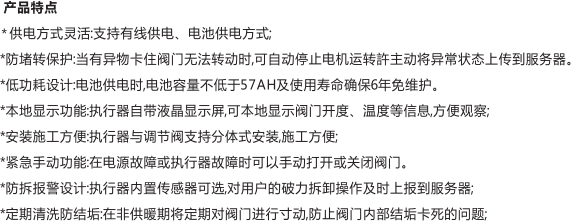 产品特点
*供电方式灵活:支持有线供电、电池供电方式;
*防堵转保护:当有异物卡住阀门无法转动时,可自动停止电机运转許主动将异常状态上传到服务器。
*低功耗设计:电池供电时,电池容量不低于57AH及使用寿命确保6年免维护。
*本地显示功能:执行器自带液晶显示屏,可本地显示阀门开度、温度等信息,方便观察;
*安装施工方便:执行器与调节阀支持分体式安装,施工方便;
*紧急手动功能:在电源故障或执行器故障时可以手动打开或关闭阀门。
*防拆报警设计:执行器内置传感器可选,对用户的破力拆卸操作及时上报到服务器;
*定期清洗防结垢:在非供暖期将定期对阀门进行寸动,防止阀门内部结垢卡死的问题;